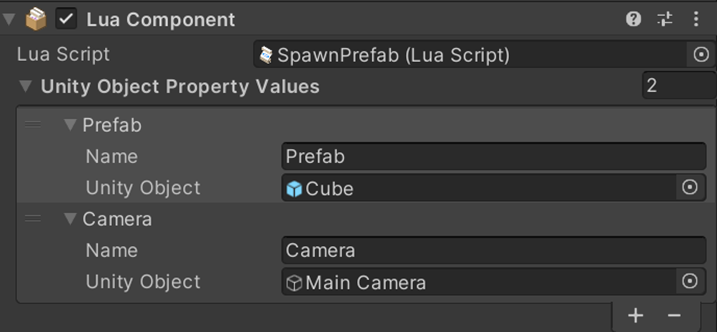 Lua Component
Lua Script SpawnPrefab (Lua Script)
Unity Object Property Values 2
Prefab
Name Prefab
Unity Object Cube
Camera
Name Camera
Unity Object Main Camera
+ −